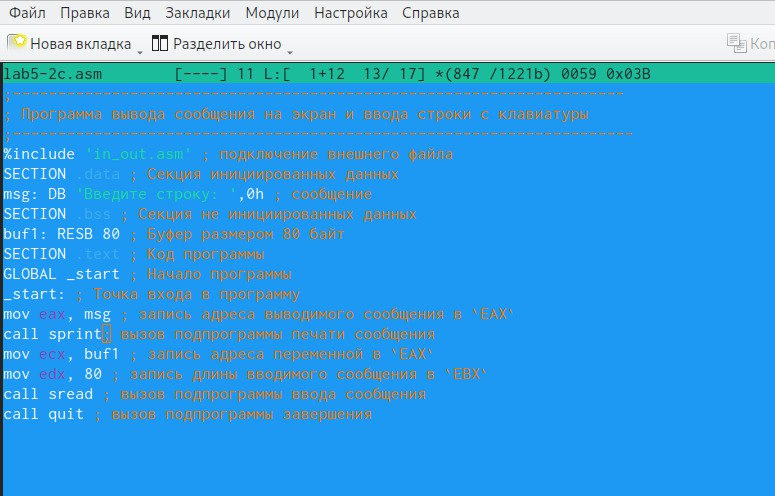 Файл Правка Вид Закладки Модули Настройка Справка
Новая вкладка Разделить окно Коп
lab5-2c.asm [----] 11 L:[ 1+12 13/ 17] *(847 /1221b) 0059 0x03B
;--------------------------------------------------------------------
; Программа вывода сообщения на экран и ввода строки с клавиатуры
;---------------------------------------------------------------------
%include 'in_out.asm' ; подключение внешнего файла
SECTION .data ; Секция инициированных данных
msg: DB 'Введите строку: ',0h ; сообщение
SECTION .bss ; Секция не инициированных данных
buf1: RESB 80 ; Буфер размером 80 байт
SECTION .text ; Код программы
GLOBAL _start ; Начало программы
_start: ; Точка входа в программу
mov eax, msg ; запись адреса выводимого сообщения в `EAX`
call sprint; вызов подпрограммы печати сообщения
mov ecx, buf1 ; запись адреса переменной в `EAX`
mov edx, 80 ; запись длины вводимого сообщения в `EBX`
call sread ; вызов подпрограммы ввода сообщения
call quit ; вызов подпрограммы завершения